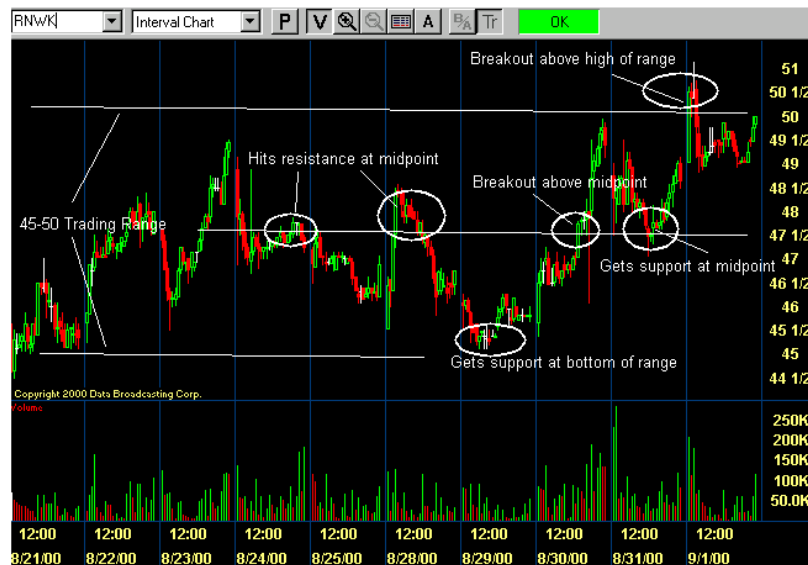 RNWK Interval Chart P V A B/A Tr OK
Breakout above high of range
51
50 1/2
50
49 1/2
49
48 1/2
48
47 1/2
47
46 1/2
46
45 1/2
45
44 1/2
Hits resistance at midpoint
Breakout above midpoint
45-50 Trading Range
Gets support at midpoint
Gets support at bottom of range
Copyright 2000 Data Broadcasting Corp.
Volume
250K
200K
150K
100K
50.0K
12:00 12:00 12:00 12:00 12:00 12:00 12:00 12:00 12:00 12:00
8/21/00 8/22/00 8/23/00 8/24/00 8/25/00 8/28/00 8/29/00 8/30/00 8/31/00 9/1/00